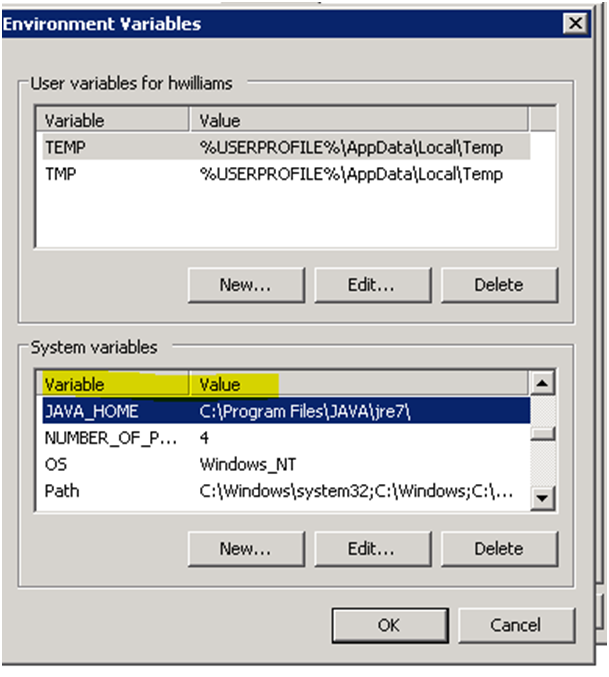 Environment Variables
User variables for hwilliams
Variable Value
TEMP %USERPROFILE%\AppData\Local\Temp
TMP %USERPROFILE%\AppData\Local\Temp
New... Edit... Delete
System variables
Variable Value
JAVA_HOME C:\Program Files\JAVA\jre7\
NUMBER_OF_P... 4
OS Windows_NT
Path C:\Windows\system32;C:\Windows;C:\...
New... Edit... Delete
OK Cancel